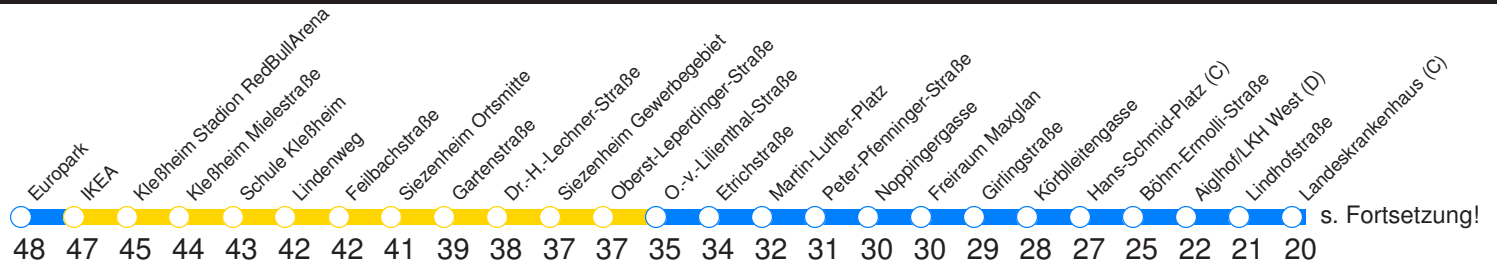 Europark
IKEA
Kleßheim Stadion RedBullArena
Kleßheim Mielestraße
Schule Kleßheim
Lindenweg
Feilbachstraße
Siezenheim Ortsmitte
Gartenstraße
Dr.-H.-Lechner-Straße
Siezenheim Gewerbegebiet
Oberst-Leperdinger-Straße
O.-v.-Lilienthal-Straße
Etrichstraße
Martin-Luther-Platz
Peter-Pfenninger-Straße
Noppingergasse
Freiraum Maxglan
Girlingstraße
Körblleitengasse
Hans-Schmid-Platz (C)
Böhm-Ermolli-Straße
Aiglhof/LKH West (D)
Lindhofstraße
Landeskrankenhaus (C)
s. Fortsetzung!
48 47 45 44 43 42 42 41 39 38 37 37 35 34 32 31 30 30 29 28 27 25 22 21 20